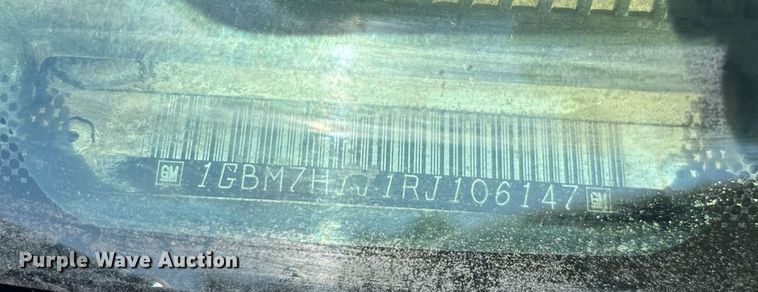 GM 1GBM7H1J1RJ106147 GM
Purple Wave Auction